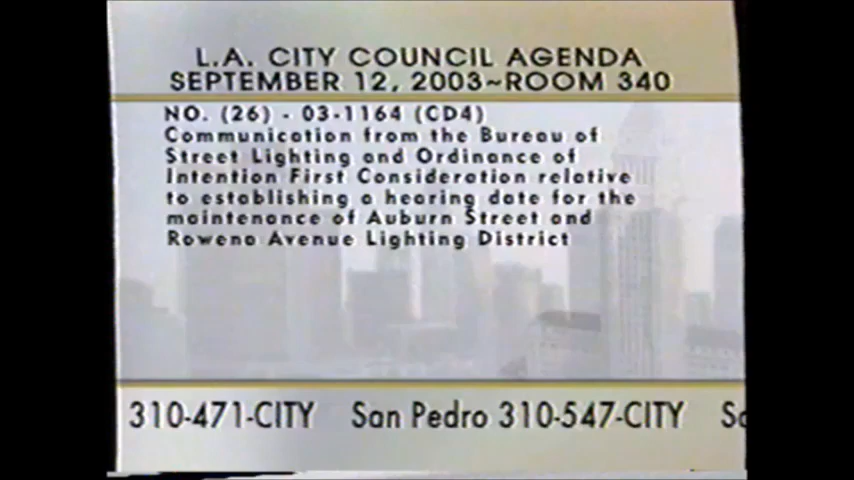 L.A. CITY COUNCIL AGENDA
SEPTEMBER 12, 2003~ROOM 340
NO. (26) - 03-1164 (CD4)
Communication from the Bureau of
Street Lighting and Ordinance of
Intention First Consideration relative
to establishing a hearing date for the
maintenance of Auburn Street and
Rowena Avenue Lighting District
310-471-CITY San Pedro 310-547-CITY